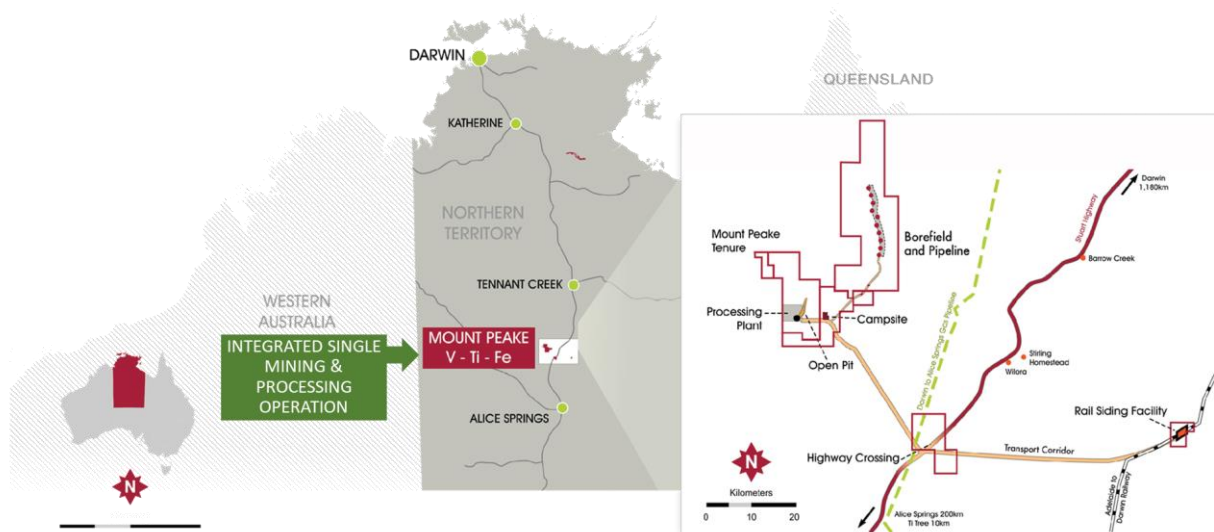 DARWIN
KATHERINE
QUEENSLAND
NORTHERN
TERRITORY
TENNANT CREEK
WESTERN
AUSTRALIA
INTEGRATED SINGLE
MINING &
PROCESSING
OPERATION
MOUNT PEAKE
V - Ti - Fe
ALICE SPRINGS
N
Darwin
1,180km
Stuart Highway
Mount Peake
Tenure
Borefield
and Pipeline
Barrow Creek
Processing
Plant
Campsite
Open Pit
Darwin to Alice Springs Gas Pipeline
Stirling
Homestead
Wilora
Rail Siding Facility
Highway Crossing
Transport Corridor
N
Kilometers
0 10 20
Alice Springs 200km
Ti Tree 10km
Adelaide to
Darwin Railway